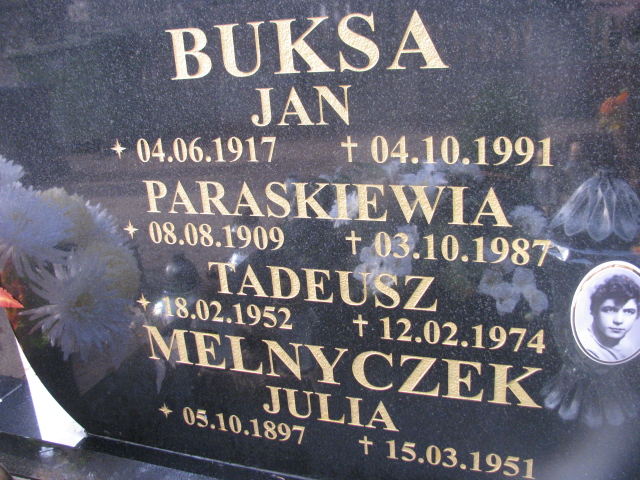 BUKSA
JAN
✦ 04.06.1917 ✝ 04.10.1991
PARASKIEWIA
✦ 08.08.1909 ✝ 03.10.1987
TADEUSZ
✦ 18.02.1952 ✝ 12.02.1974
MELNYCZEK
JULIA
✦ 05.10.1897 ✝ 15.03.1951